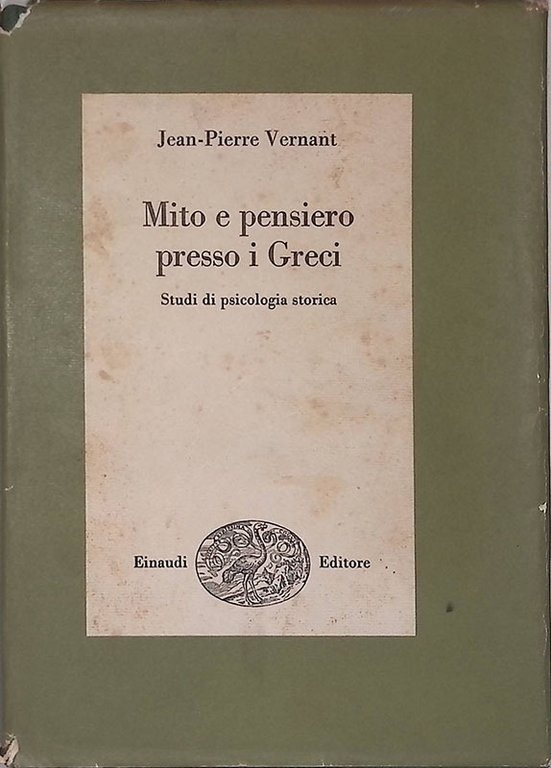 Jean-Pierre Vernant
Mito e pensiero
presso i Greci
Studi di psicologia storica
Einaudi Editore